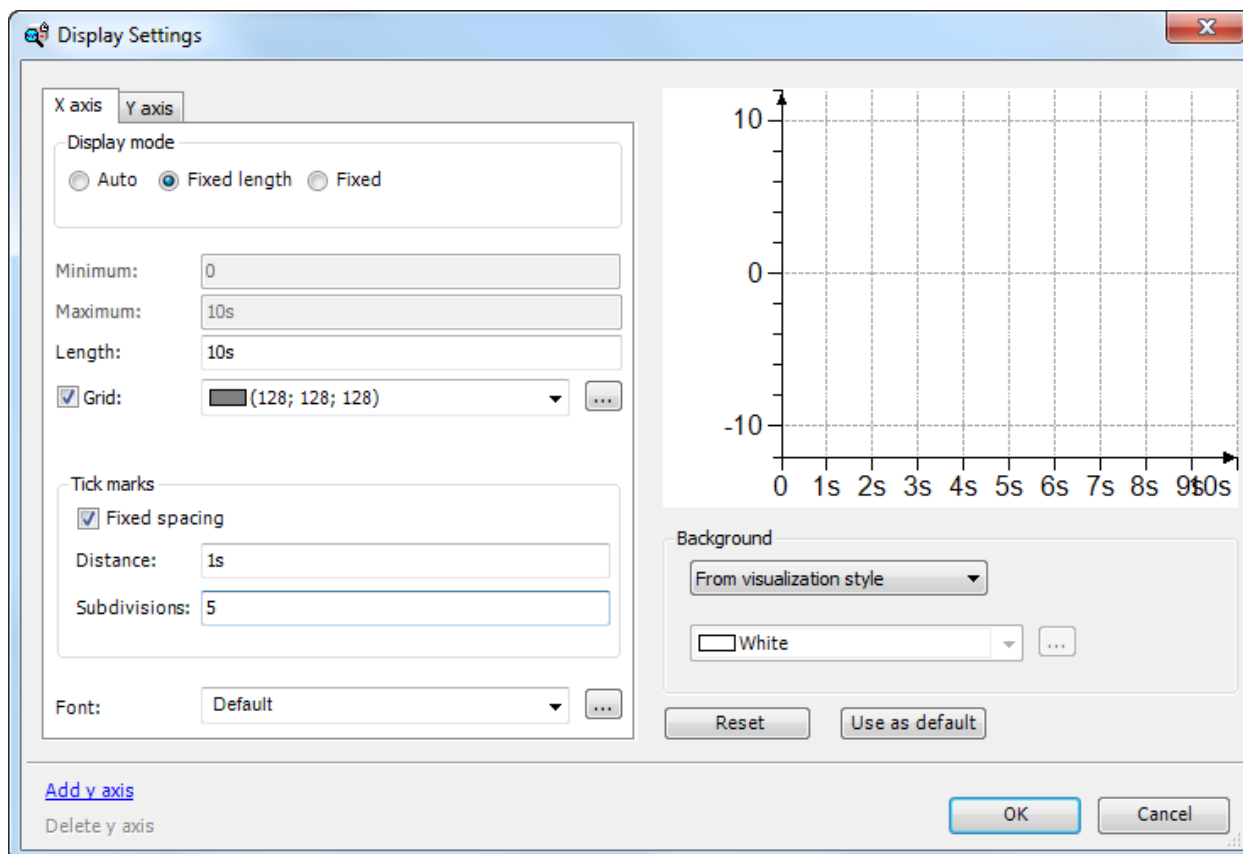 Display Settings
X axis
Y axis
Display mode
Auto
Fixed length
Fixed
Minimum:
0
Maximum:
10s
Length:
10s
Grid:
(128; 128; 128)
...
Tick marks
Fixed spacing
Distance:
1s
Subdivisions:
5
Font:
Default
...
10
0
-10
0 1s 2s 3s 4s 5s 6s 7s 8s 9s 10s
Background
From visualization style
White
...
Reset
Use as default
Add y axis
Delete y axis
OK
Cancel